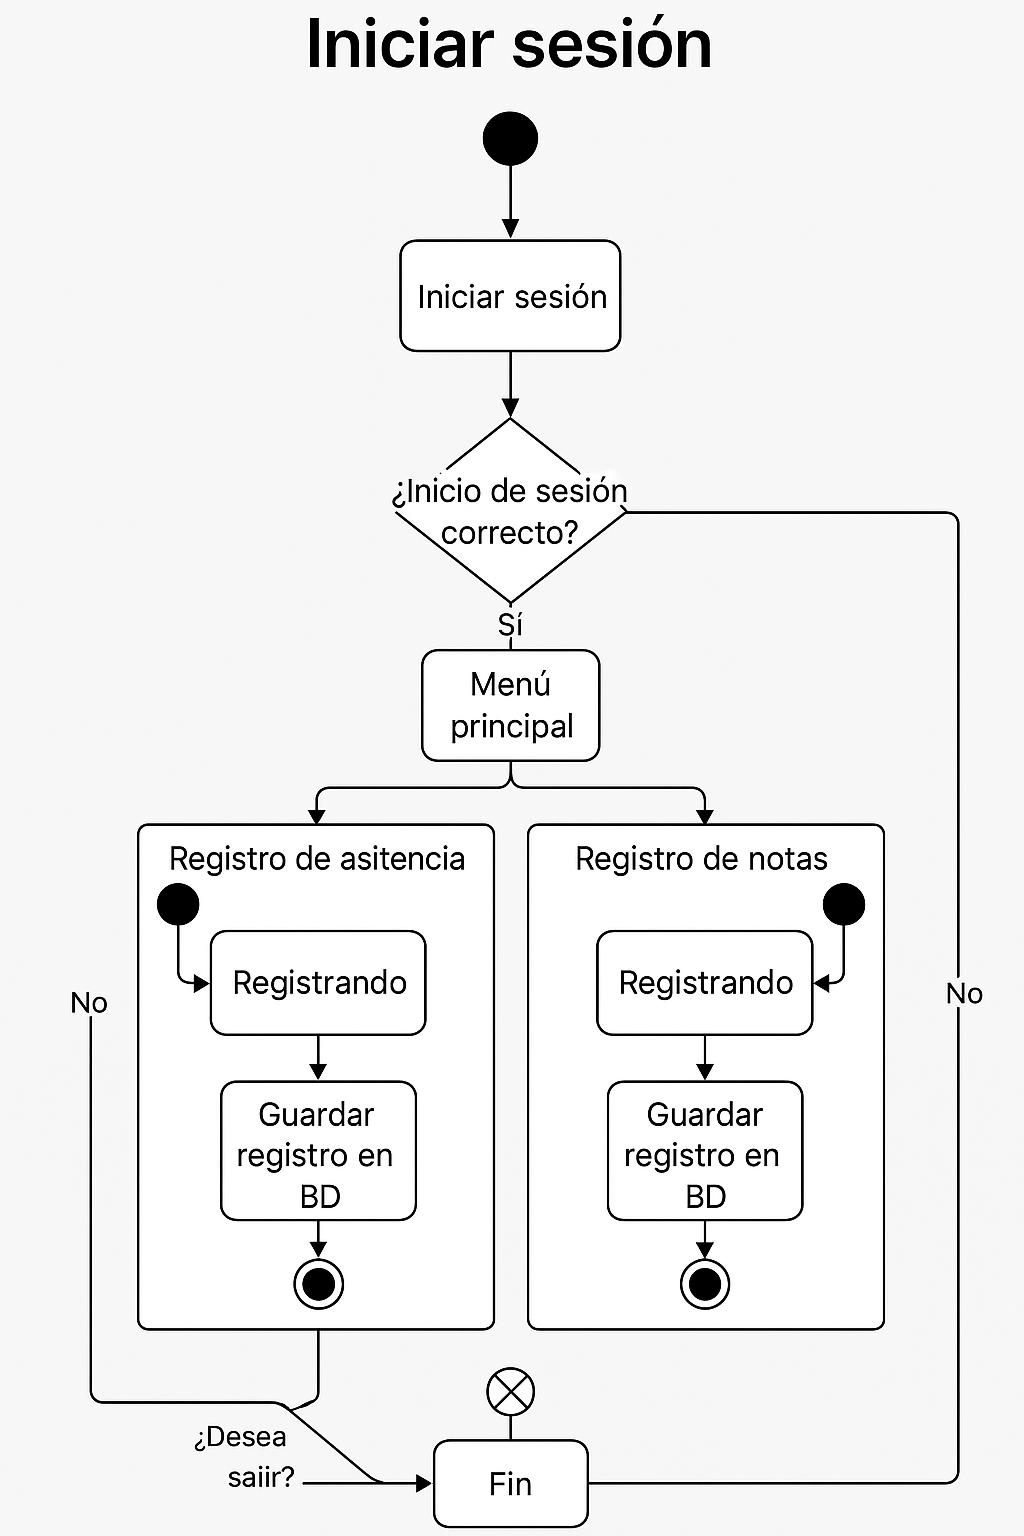 Iniciar sesión
Iniciar sesión
¿Inicio de sesión
correcto?
Sí
Menú
principal
Registro de asitencia
Registro de notas
Registrando
Registrando
No
No
Guardar
registro en
BD
Guardar
registro en
BD
¿Desea
saiir?
Fin